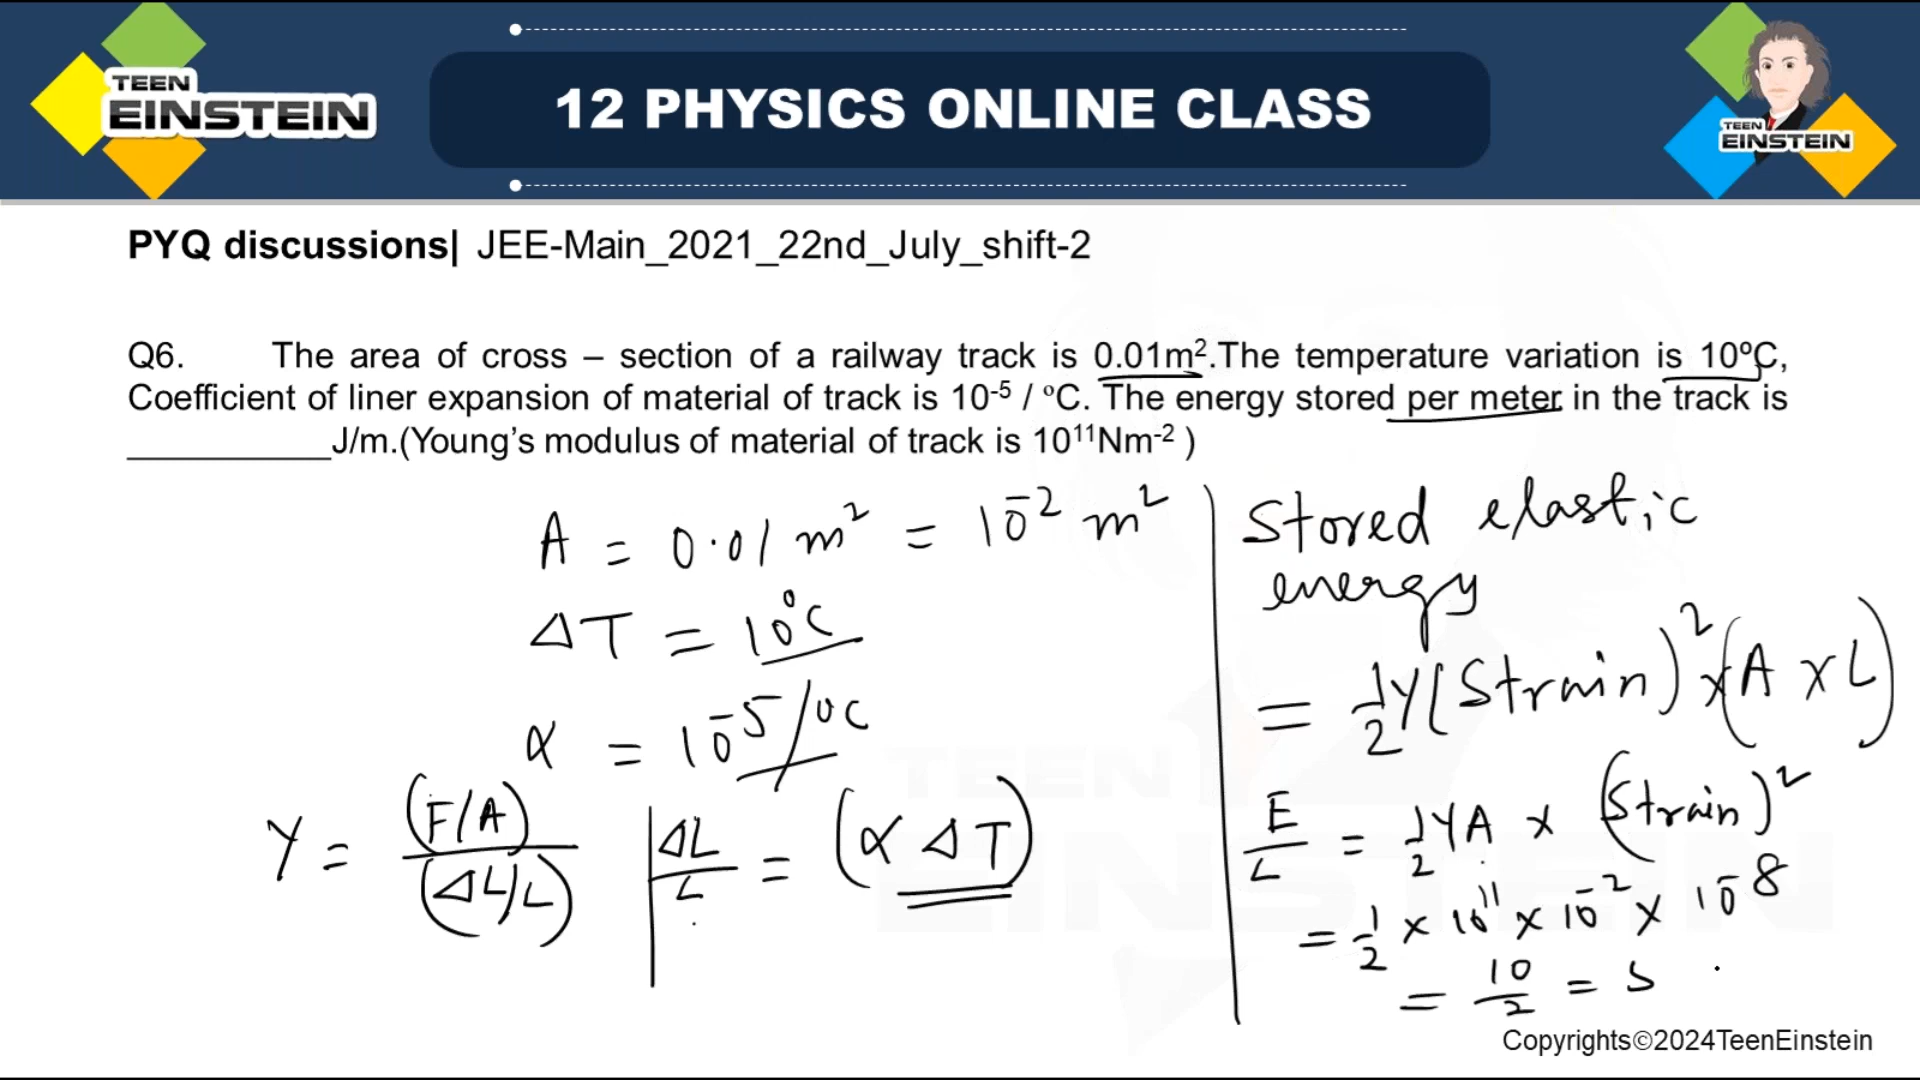 TEEN
EINSTEIN
12 PHYSICS ONLINE CLASS
TEEN
EINSTEIN
PYQ discussions| JEE-Main_2021_22nd_July_shift-2
Q6. The area of cross – section of a railway track is 0.01m².The temperature variation is 10⁰C,
Coefficient of liner expansion of material of track is 10⁻⁵ / ⁰C. The energy stored per meter in the track is
___________J/m.(Young’s modulus of material of track is 10¹¹Nm⁻² )
A = 0.01 m² = 10⁻² m²
ΔT = 10°C
α = 10⁻⁵/°C
Y = (F/A)/(ΔL/L) | ΔL/L = (α ΔT)
Stored elastic
energy
= 1/2 Y (Strain)² × (A × L)
E/L = 1/2 YA × (Strain)²
= 1/2 × 10¹¹ × 10⁻² × 10⁻⁸
= 10/2 = 5
TEEN
EINSTEIN
Copyrights©2024TeenEinstein